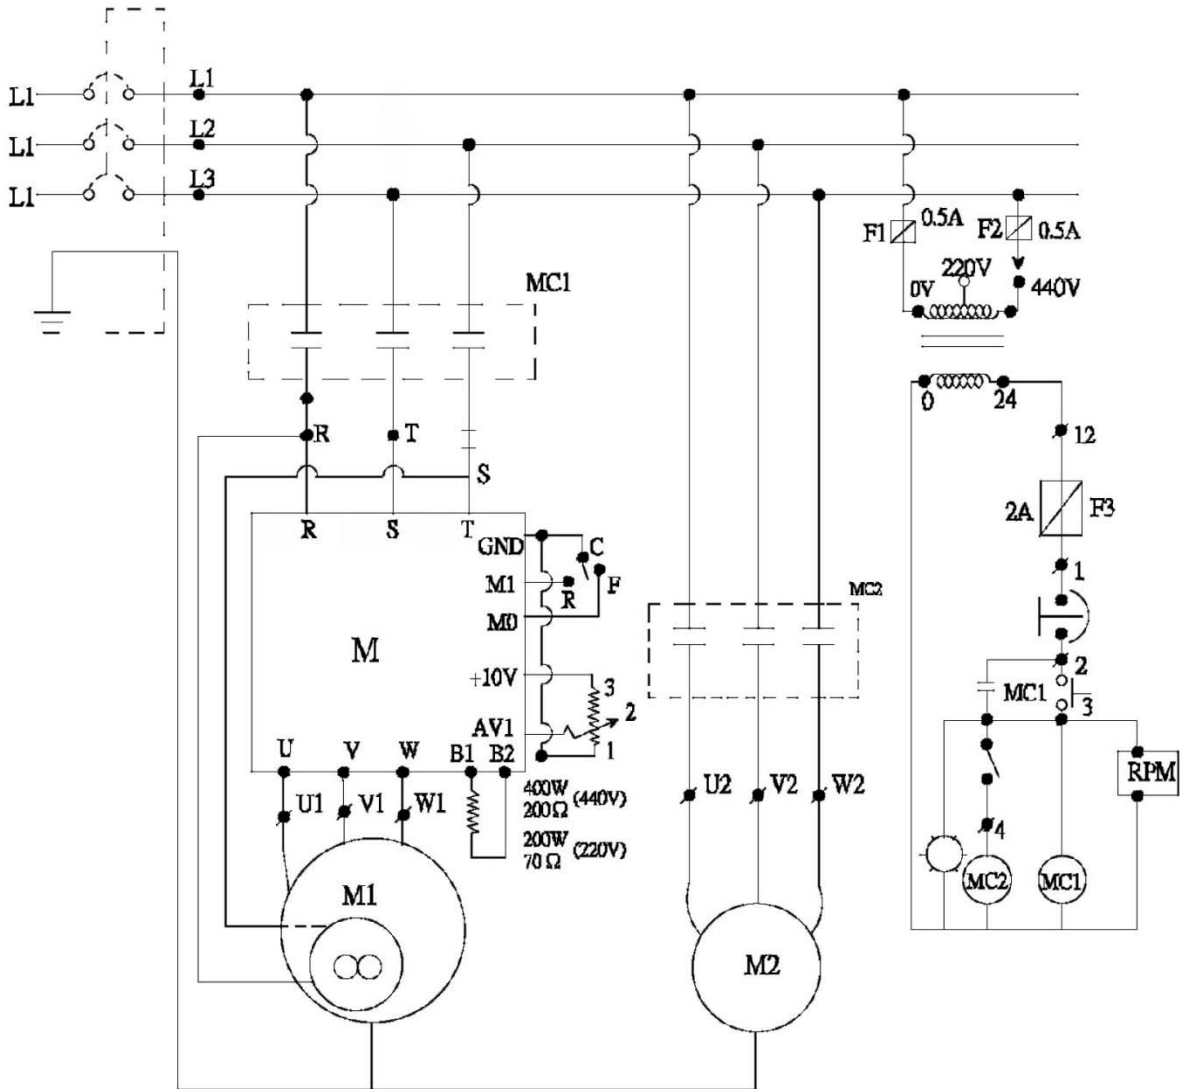 L1 L1
L1 L2
L1 L3
F1 0.5A F2 0.5A
220V
0V 440V
MC1
0 24
R T 12
S
2A F3
R S T
GND C
M1 R F 1
M0
MC2
M
2
+10V 3 MC1
2 3
AV1
1
U V W B1 B2
RPM
400W
200Ω (440V)
U1 V1 W1 U2 V2 W2
200W
70Ω (220V)
4
M1 MC2 MC1
M2